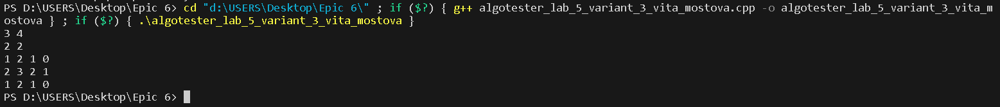 PS D:\USERS\Desktop\Epic 6> cd "d:\USERS\Desktop\Epic 6\" ; if ($?) { g++ algotester_lab_5_variant_3_vita_mostova.cpp -o algotester_lab_5_variant_3_vita_m
ostova } ; if ($?) { .\algotester_lab_5_variant_3_vita_mostova }
3 4
2 2
1 2 1 0
2 3 2 1
1 2 1 0
PS D:\USERS\Desktop\Epic 6>